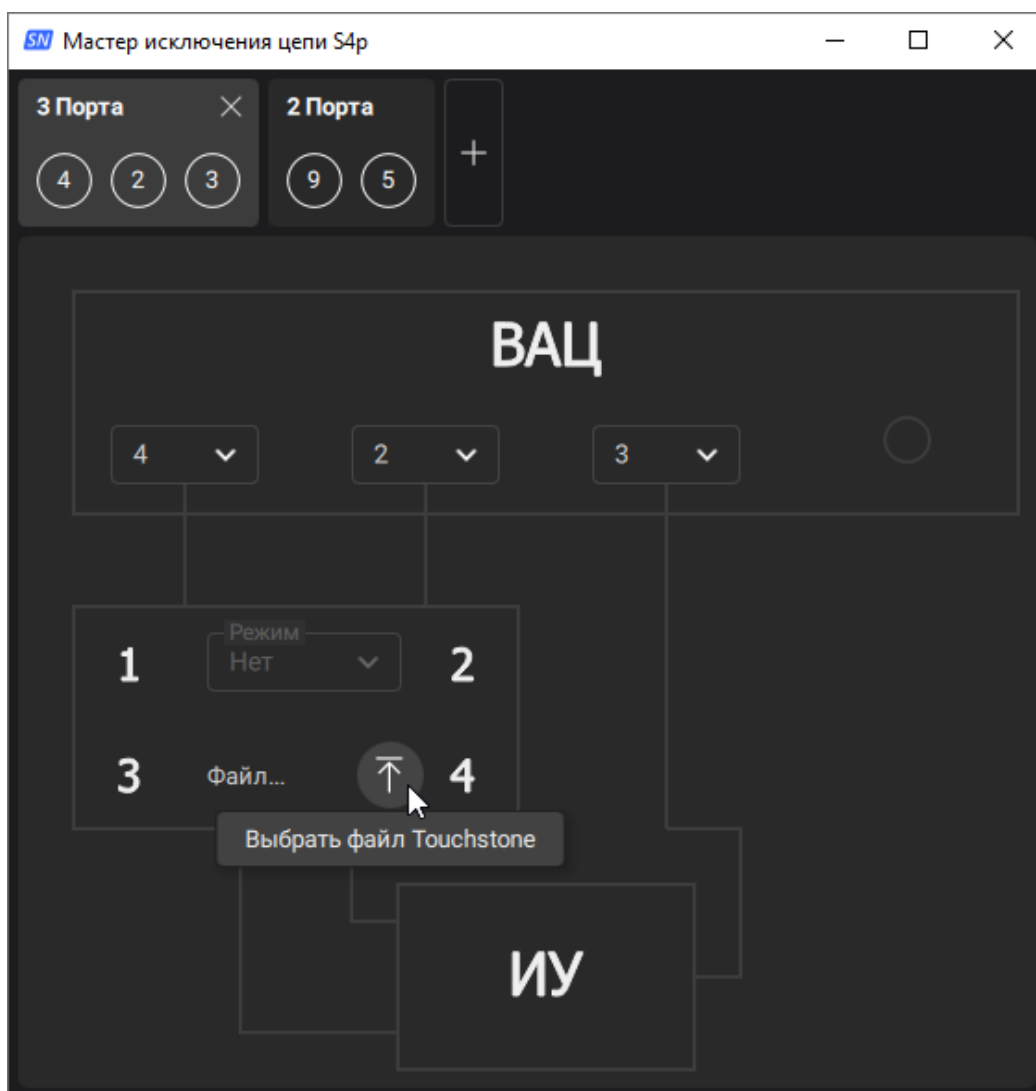 SN Мастер исключения цепи S4p
3 Порта 2 Порта
4 2 3 9 5
ВАЦ
4 2 3
Режим
1 Нет 2
3 Файл... 4
Выбрать файл Touchstone
ИУ